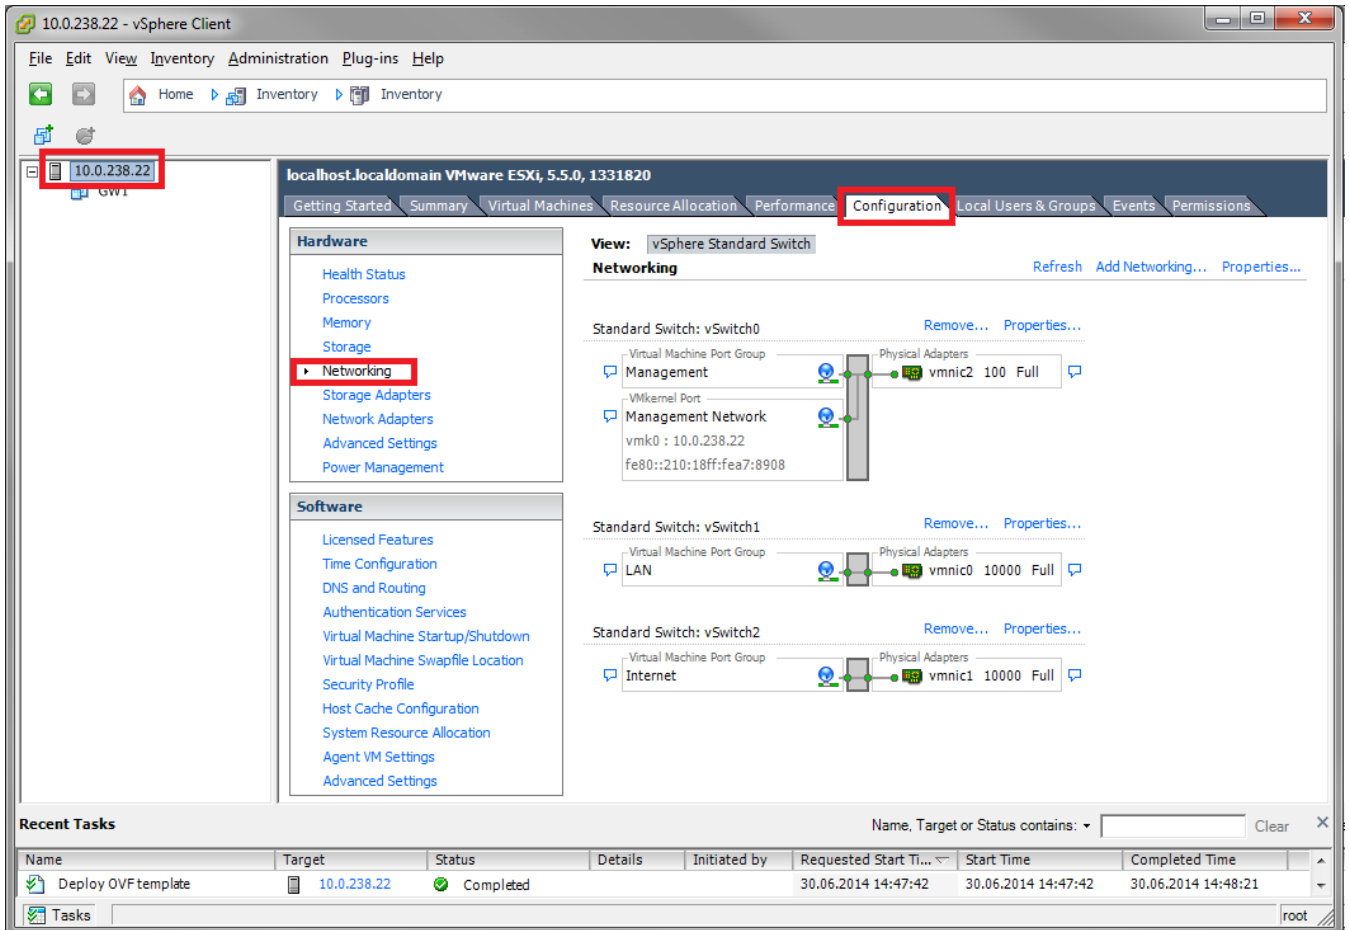 10.0.238.22 - vSphere Client
File Edit View Inventory Administration Plug-ins Help
Home Inventory Inventory
10.0.238.22
GW1
localhost.localdomain VMware ESXi, 5.5.0, 1331820
Getting Started Summary Virtual Machines Resource Allocation Performance Configuration Local Users & Groups Events Permissions
Hardware
Health Status
Processors
Memory
Storage
Networking
Storage Adapters
Network Adapters
Advanced Settings
Power Management
Software
Licensed Features
Time Configuration
DNS and Routing
Authentication Services
Virtual Machine Startup/Shutdown
Virtual Machine Swapfile Location
Security Profile
Host Cache Configuration
System Resource Allocation
Agent VM Settings
Advanced Settings
View: vSphere Standard Switch
Networking Refresh Add Networking... Properties...
Standard Switch: vSwitch0 Remove... Properties...
Virtual Machine Port Group Physical Adapters
Management vmnic2 100 Full
VMkernel Port
Management Network
vmk0 : 10.0.238.22
fe80::210:18ff:fea7:8908
Standard Switch: vSwitch1 Remove... Properties...
Virtual Machine Port Group Physical Adapters
LAN vmnic0 10000 Full
Standard Switch: vSwitch2 Remove... Properties...
Virtual Machine Port Group Physical Adapters
Internet vmnic1 10000 Full
Recent Tasks Name, Target or Status contains: Clear
Name Target Status Details Initiated by Requested Start Ti... Start Time Completed Time
Deploy OVF template 10.0.238.22 Completed 30.06.2014 14:47:42 30.06.2014 14:47:42 30.06.2014 14:48:21
Tasks root